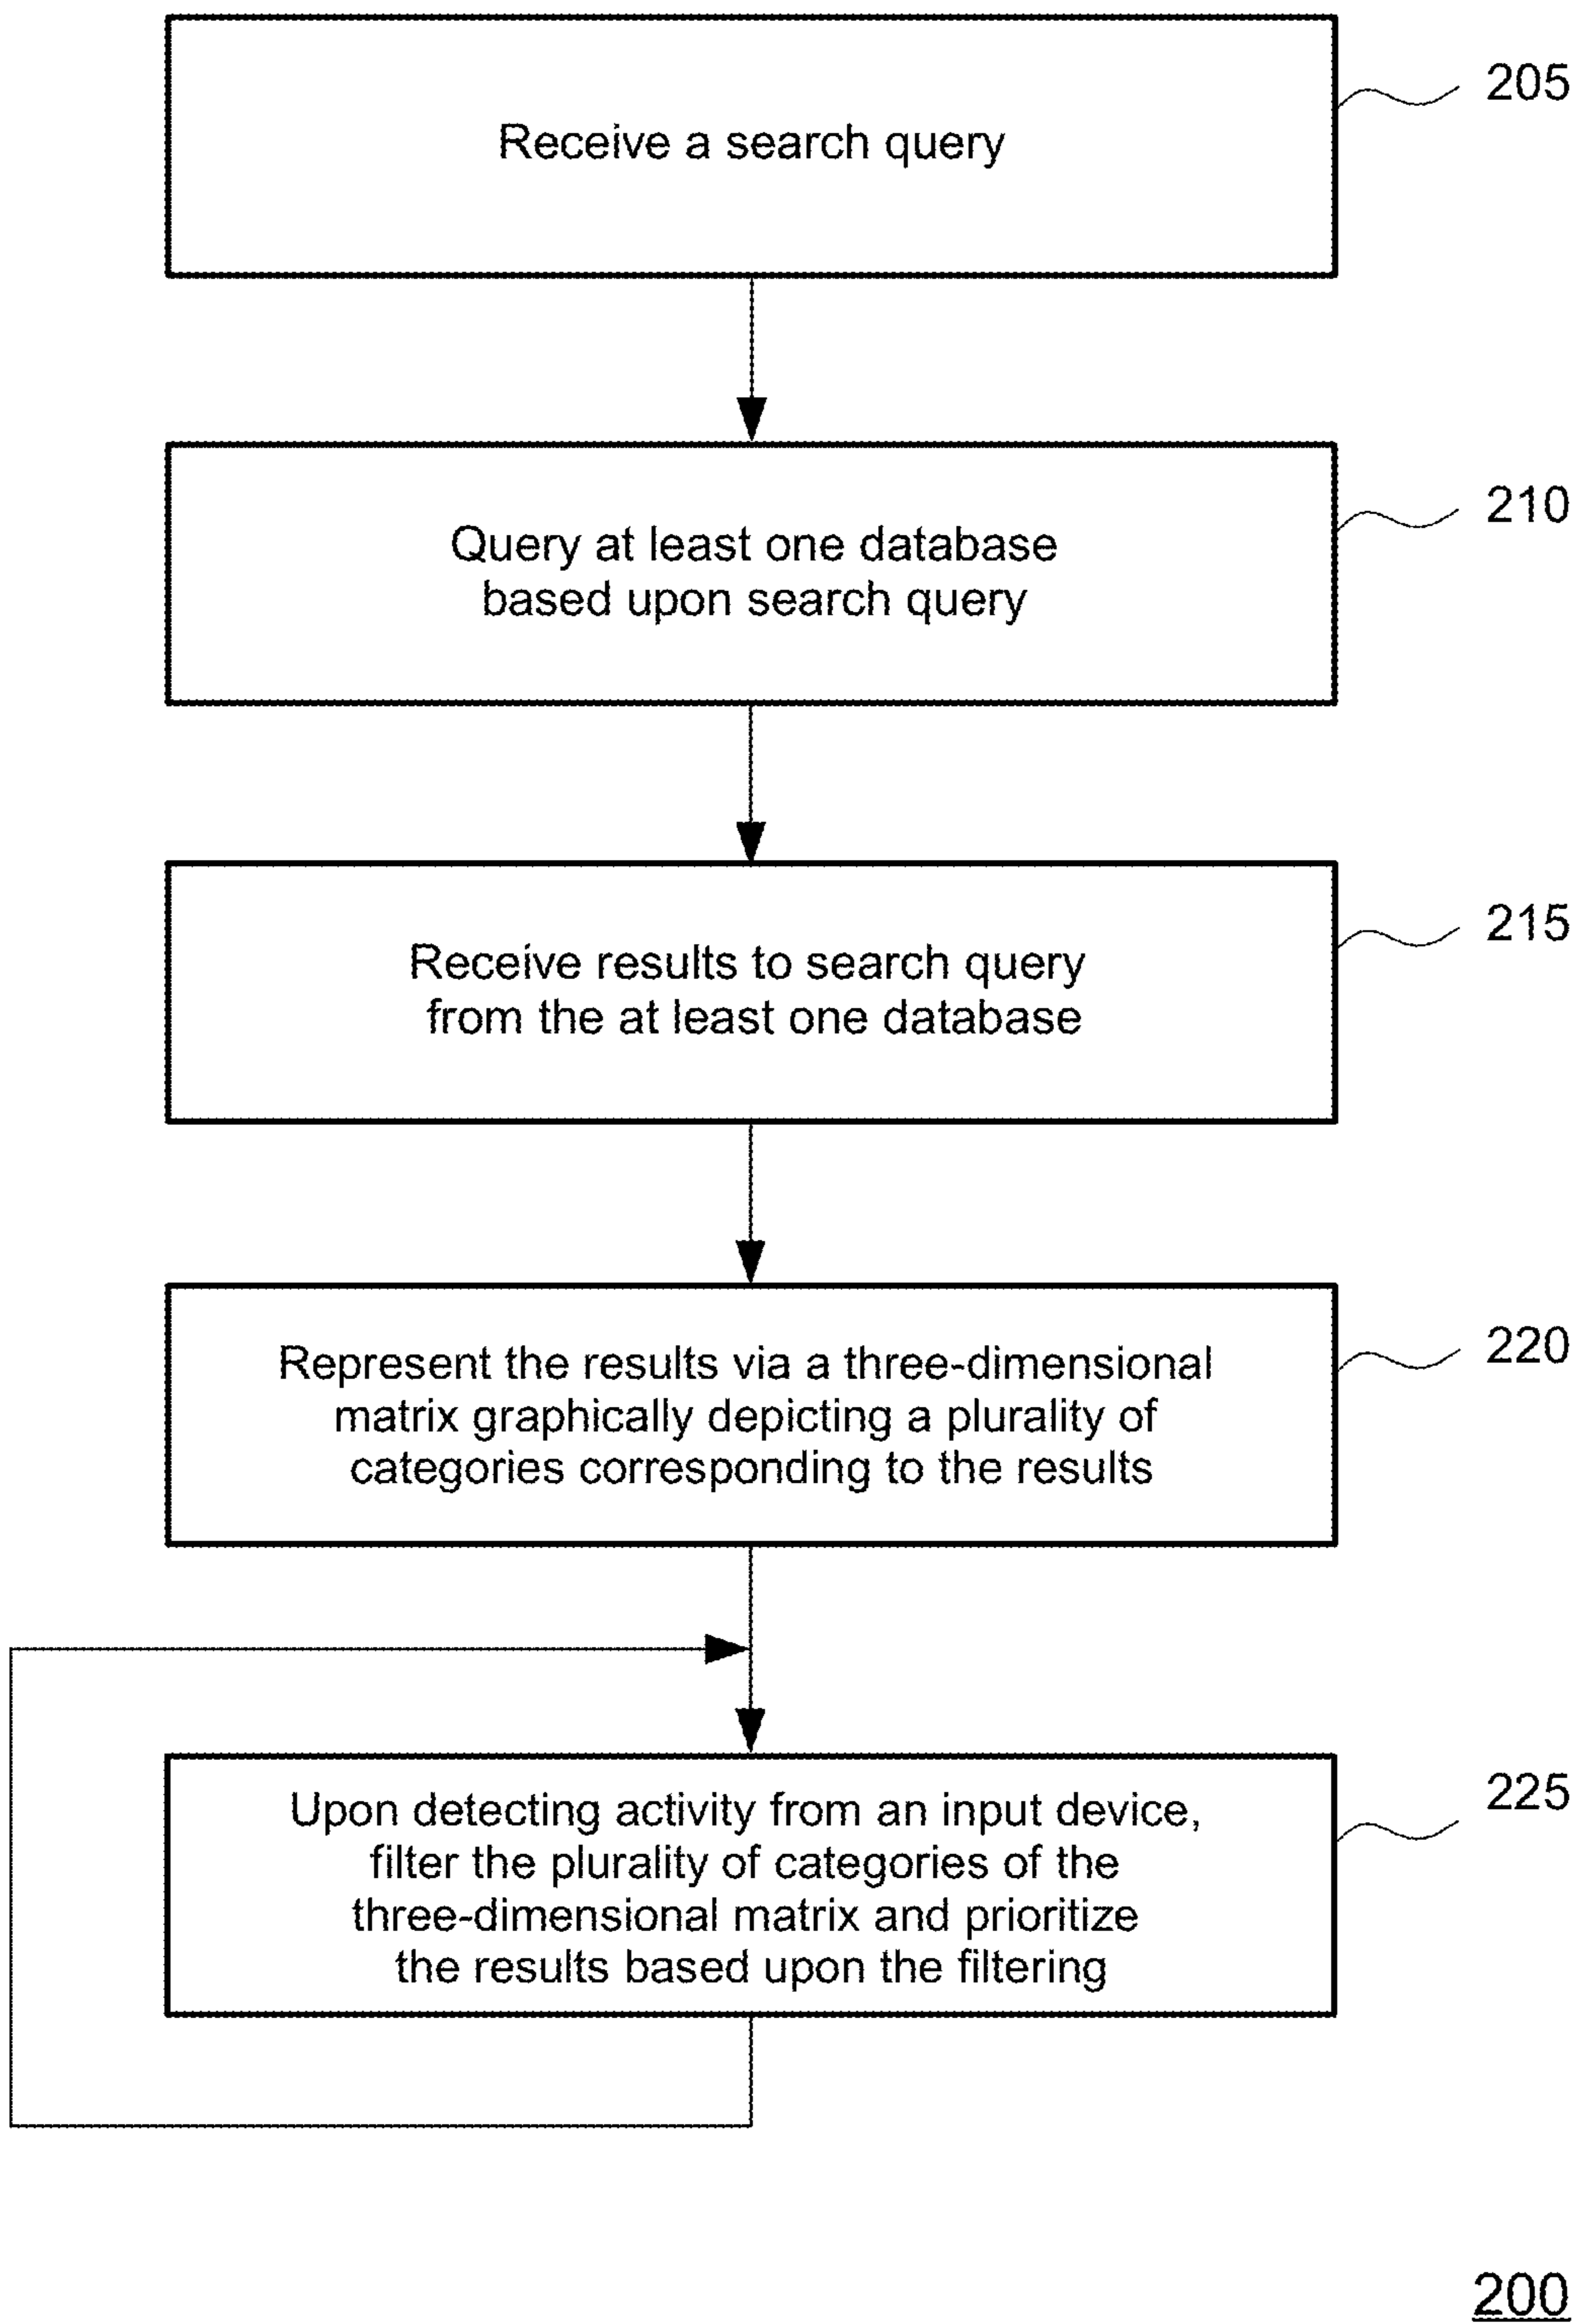 Receive a search query
205
Query at least one database
based upon search query
210
Receive results to search query
from the at least one database
215
Represent the results via a three-dimensional
matrix graphically depicting a plurality of
categories corresponding to the results
220
Upon detecting activity from an input device,
filter the plurality of categories of the
three-dimensional matrix and prioritize
the results based upon the filtering
225
200